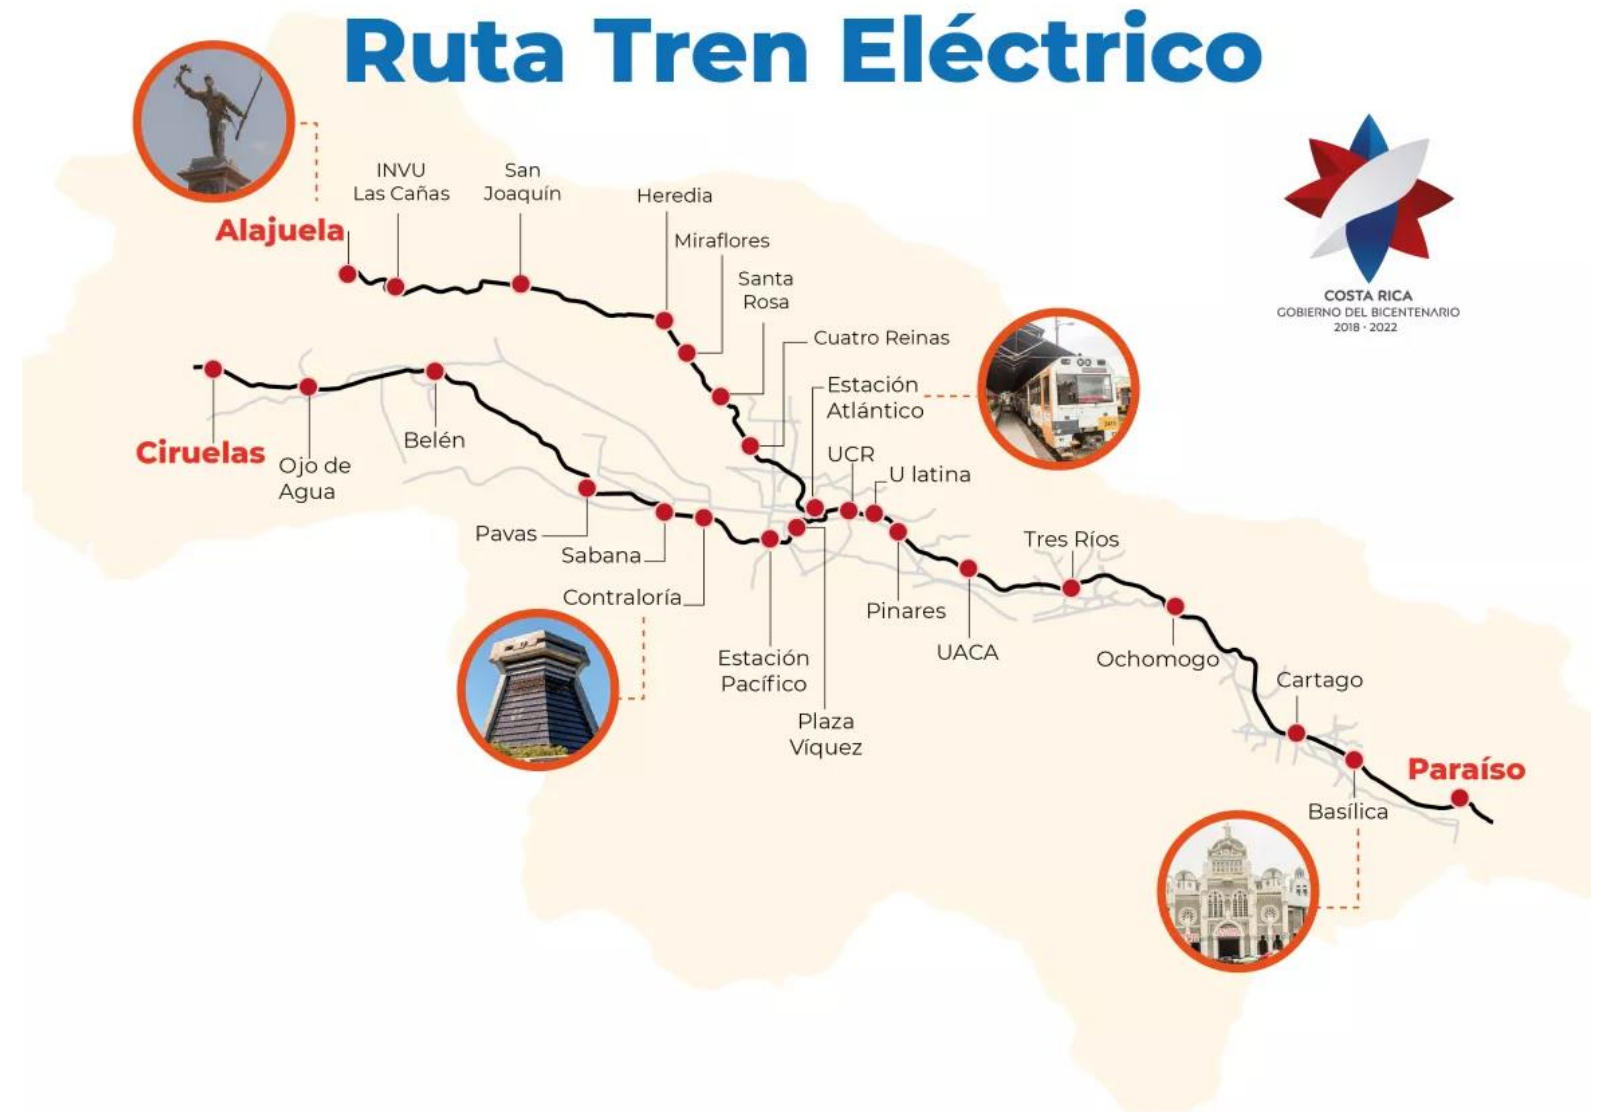 Ruta Tren Eléctrico
INVU
Las Cañas
San
Joaquín
Heredia
Alajuela
Miraflores
Santa
Rosa
COSTA RICA
GOBIERNO DEL BICENTENARIO
2018 · 2022
Cuatro Reinas
Estación
Atlántico
Ciruelas
Belén
Ojo de
Agua
UCR
U latina
Pavas
Sabana
Tres Ríos
Contraloría
Pinares
UACA
Estación
Pacífico
Ochomogo
Cartago
Plaza
Víquez
Paraíso
Basílica